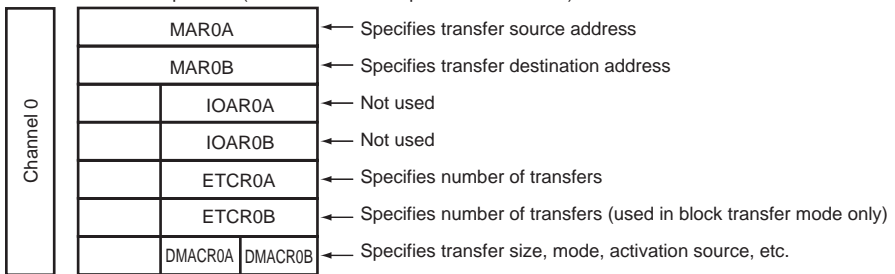 Channel 0
MAR0A Specifies transfer source address
MAR0B Specifies transfer destination address
IOAR0A Not used
IOAR0B Not used
ETCR0A Specifies number of transfers
ETCR0B Specifies number of transfers (used in block transfer mode only)
DMACR0A DMACR0B Specifies transfer size, mode, activation source, etc.